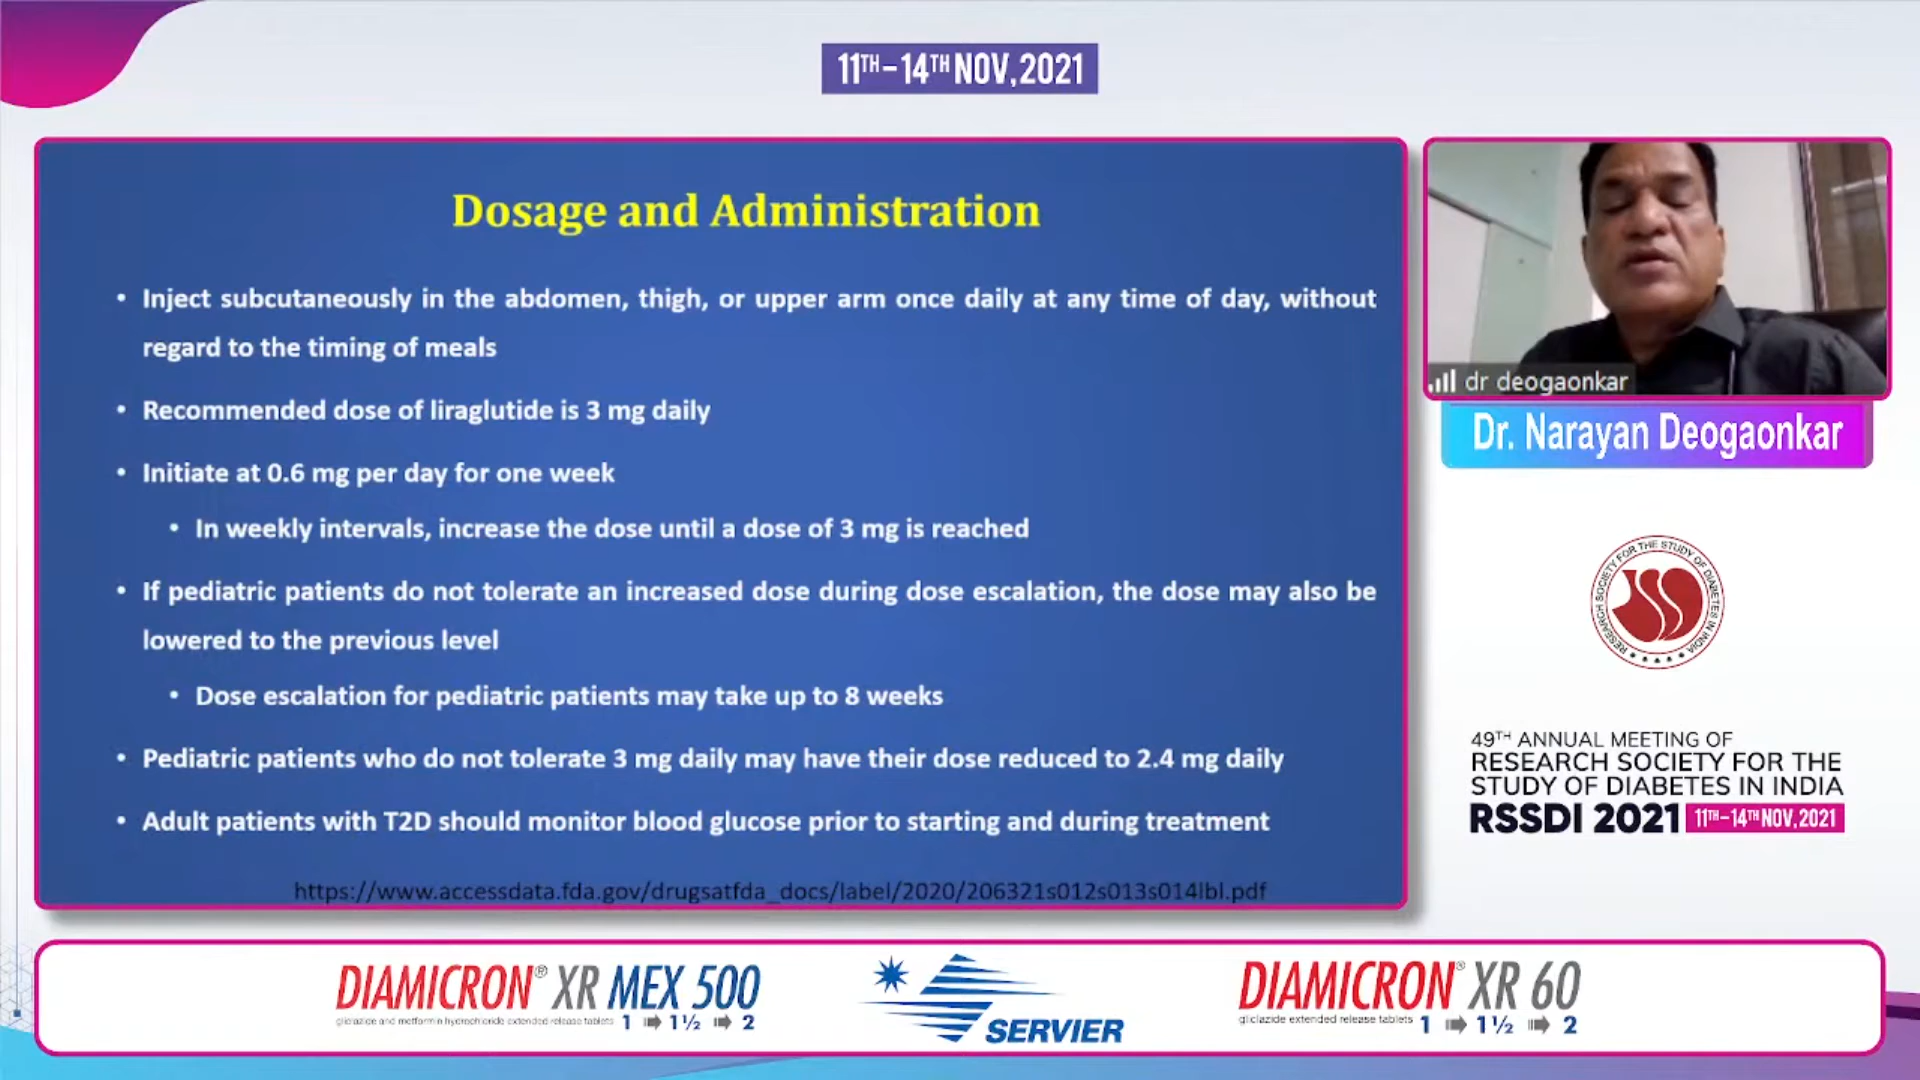 11TH-14TH NOV, 2021
Dosage and Administration
• Inject subcutaneously in the abdomen, thigh, or upper arm once daily at any time of day, without
regard to the timing of meals
• Recommended dose of liraglutide is 3 mg daily
• Initiate at 0.6 mg per day for one week
• In weekly intervals, increase the dose until a dose of 3 mg is reached
• If pediatric patients do not tolerate an increased dose during dose escalation, the dose may also be
lowered to the previous level
• Dose escalation for pediatric patients may take up to 8 weeks
• Pediatric patients who do not tolerate 3 mg daily may have their dose reduced to 2.4 mg daily
• Adult patients with T2D should monitor blood glucose prior to starting and during treatment
https://www.accessdata.fda.gov/drugsatfda_docs/label/2020/206321s012s013s014lbl.pdf
dr deogaonkar
Dr. Narayan Deogaonkar
RESEARCH SOCIETY FOR THE STUDY OF DIABETES IN INDIA
49TH ANNUAL MEETING OF
RESEARCH SOCIETY FOR THE
STUDY OF DIABETES IN INDIA
RSSDI 2021 11TH-14TH NOV, 2021
DIAMICRON® XR MEX 500
gliclazide and metformin hydrochloride extended release tablets 1 ➡ 1½ ➡ 2
SERVIER
DIAMICRON® XR 60
gliclazide extended release tablets 1 ➡ 1½ ➡ 2